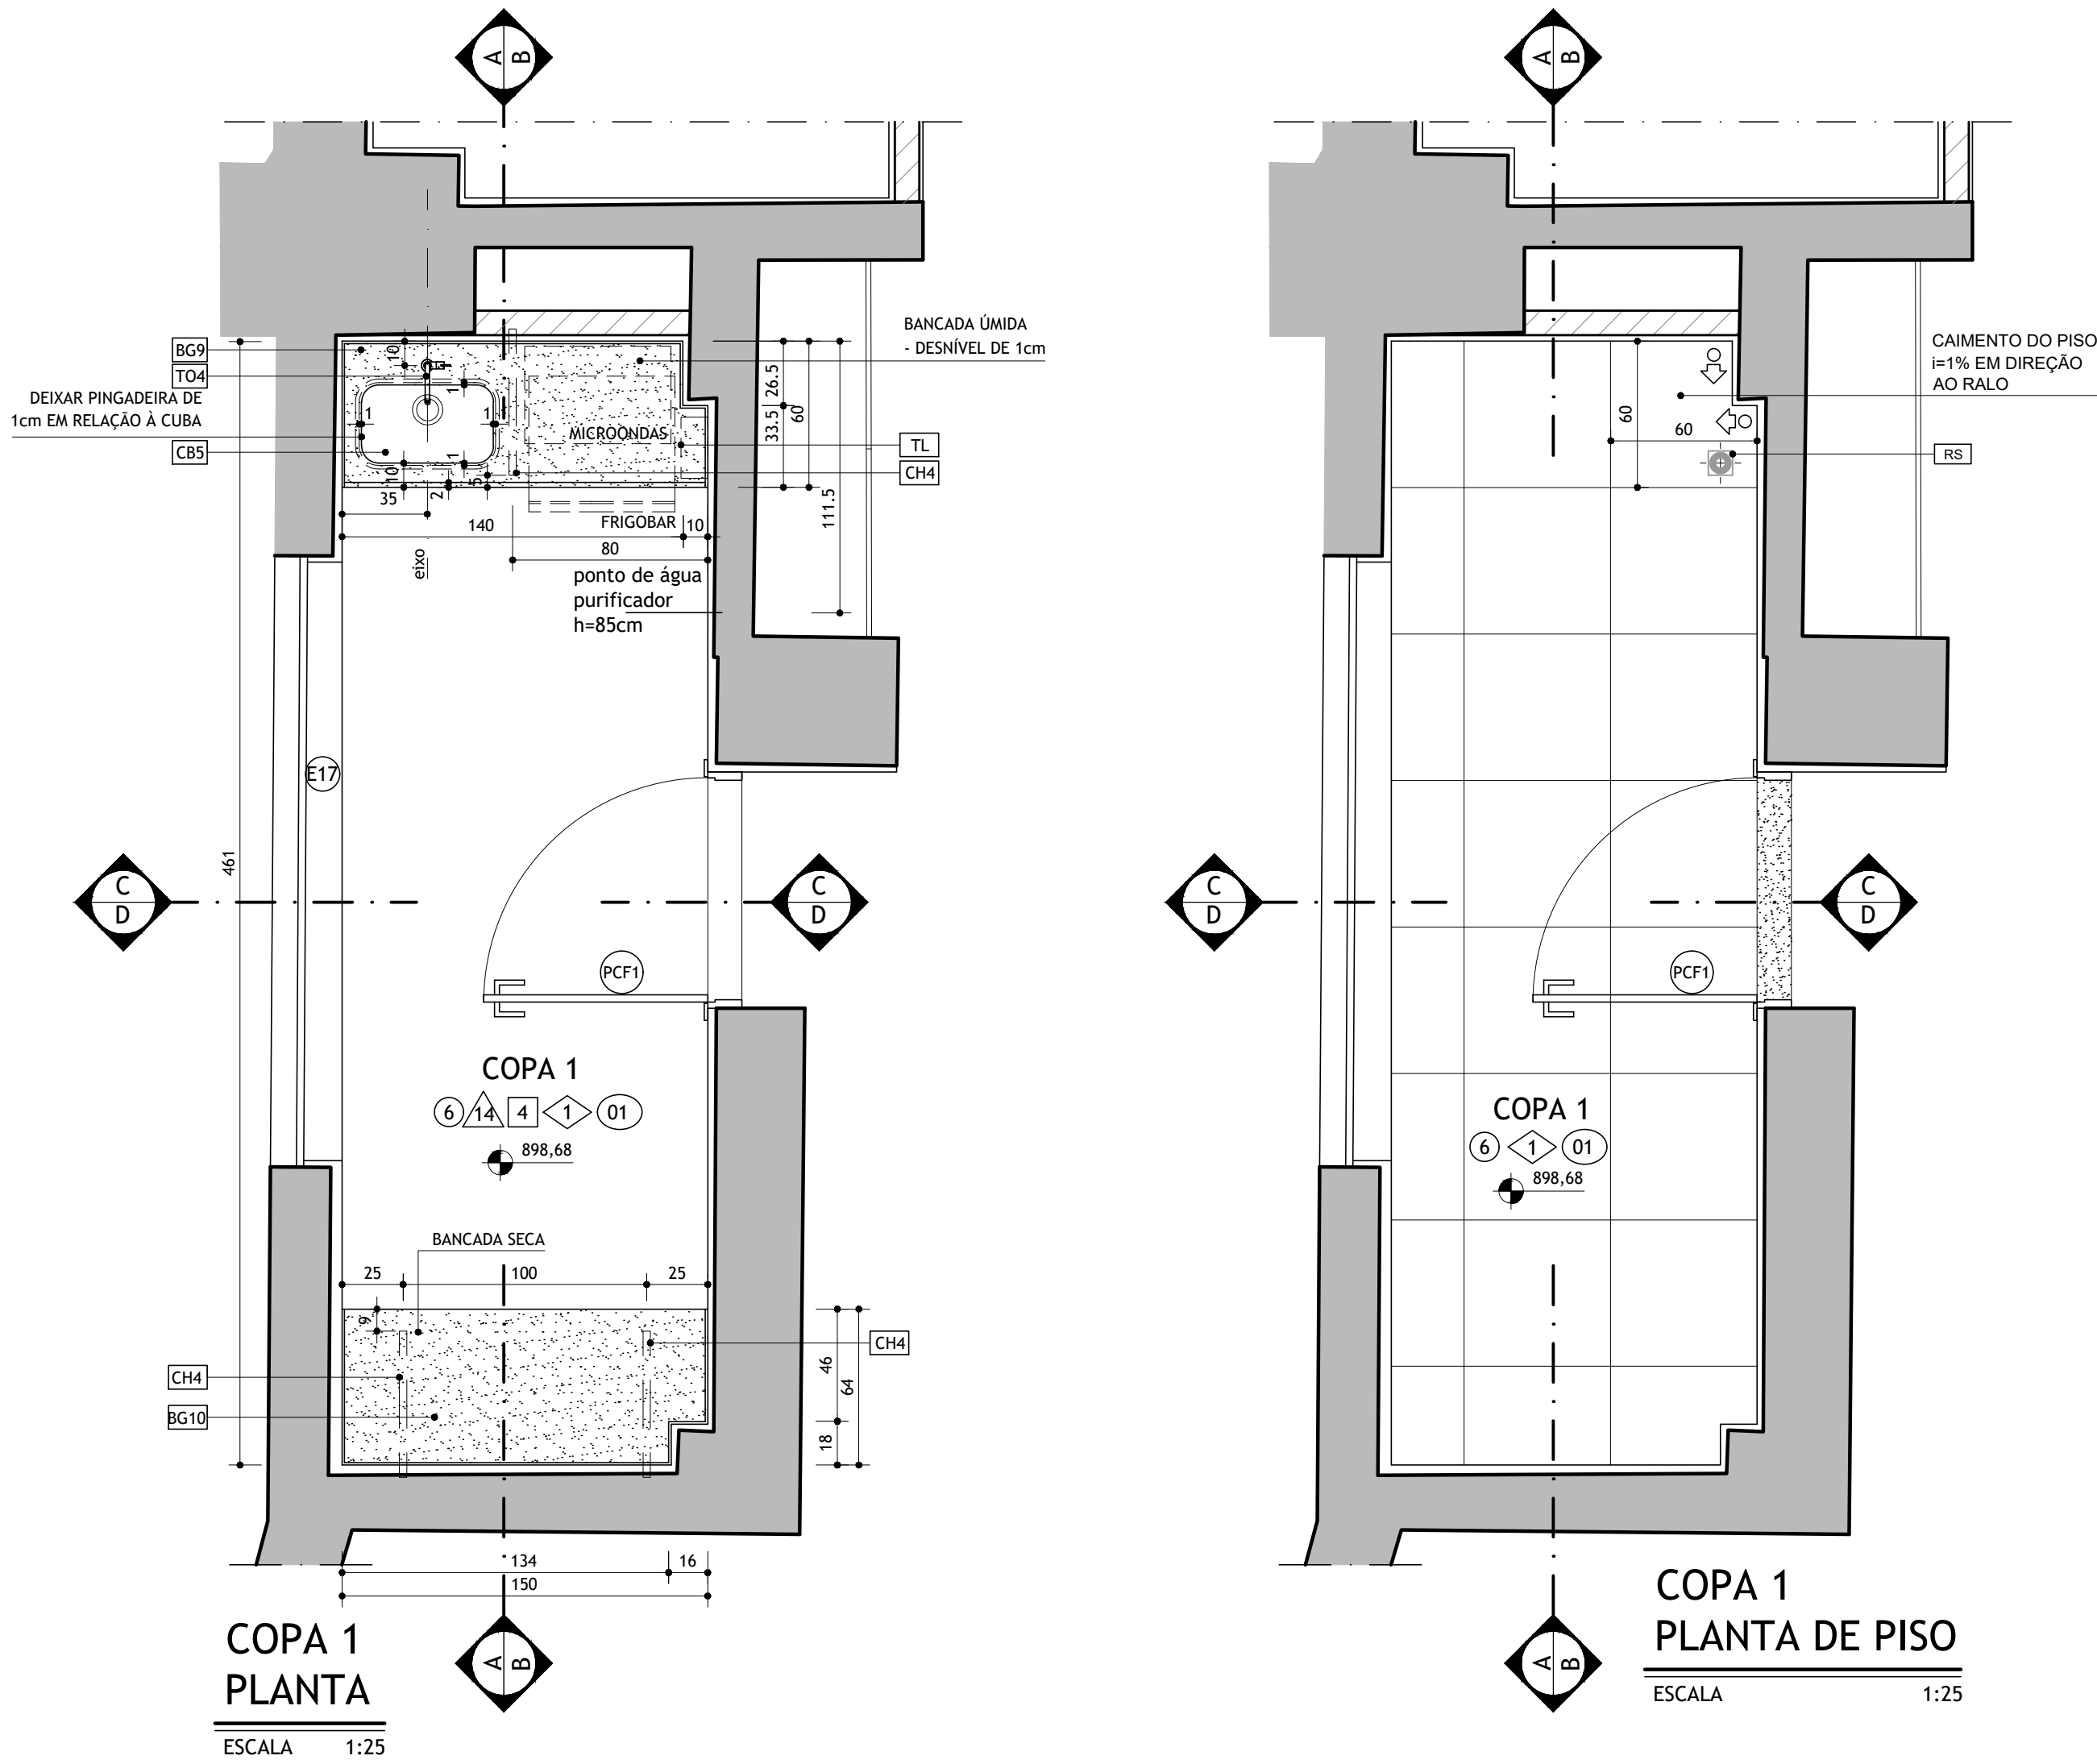 A
B
BG9
TO4
DEIXAR PINGADEIRA DE
1cm EM RELAÇÃO À CUBA
CB5
BANCADA ÚMIDA
- DESNÍVEL DE 1cm
10
1
1
1
1
10
2
5
MICROONDAS
TL
CH4
26.5
33.5
60
111.5
35
140
FRIGOBAR
10
80
eixo
ponto de água
purificador
h=85cm
E17
461
C
D
C
D
PCF1
COPA 1
6
14
4
1
01
898,68
BANCADA SECA
25
100
25
9
CH4
CH4
BG10
46
64
18
134
16
150
A
B
COPA 1
PLANTA
ESCALA 1:25
A
B
CAIMENTO DO PISO
i=1% EM DIREÇÃO
AO RALO
60
60
RS
C
D
C
D
PCF1
COPA 1
6
1
01
898,68
A
B
COPA 1
PLANTA DE PISO
ESCALA 1:25